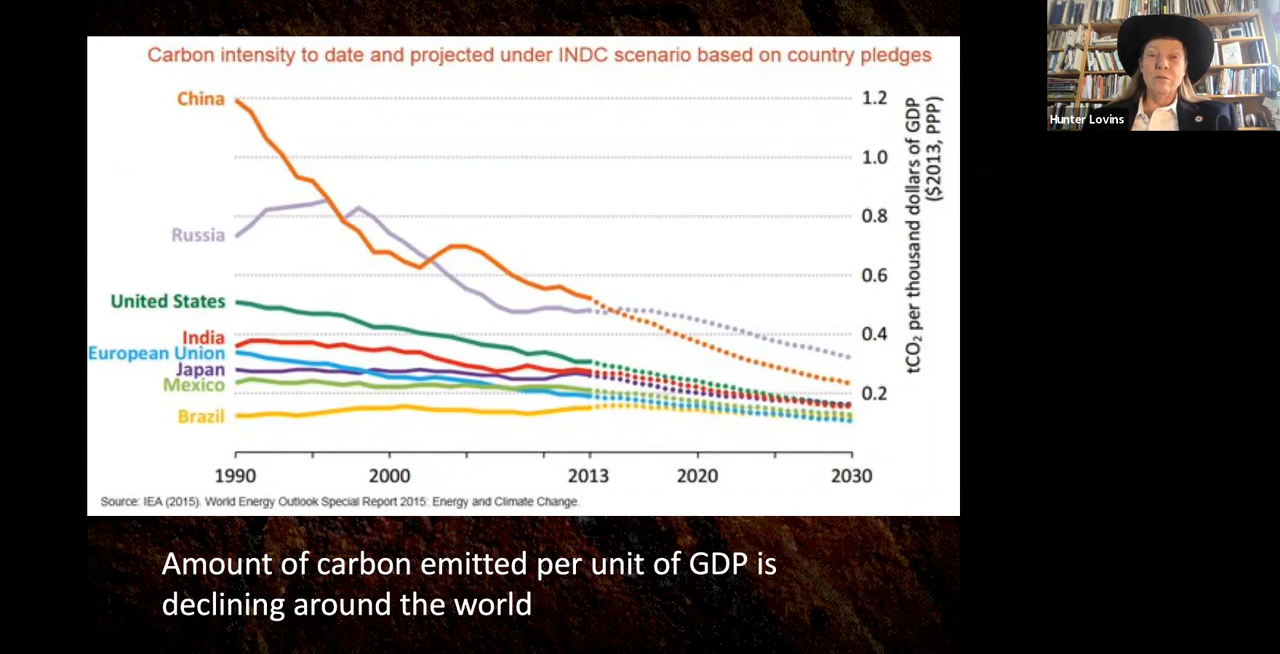 Carbon intensity to date and projected under INDC scenario based on country pledges
China
Russia
United States
India
European Union
Japan
Mexico
Brazil
1.2
1.0
0.8
0.6
0.4
0.2
tCO₂ per thousand dollars of GDP
($2013, PPP)
1990
2000
2013
2020
2030
Source: IEA (2015). World Energy Outlook Special Report 2015: Energy and Climate Change.
Amount of carbon emitted per unit of GDP is
declining around the world
Hunter Lovins